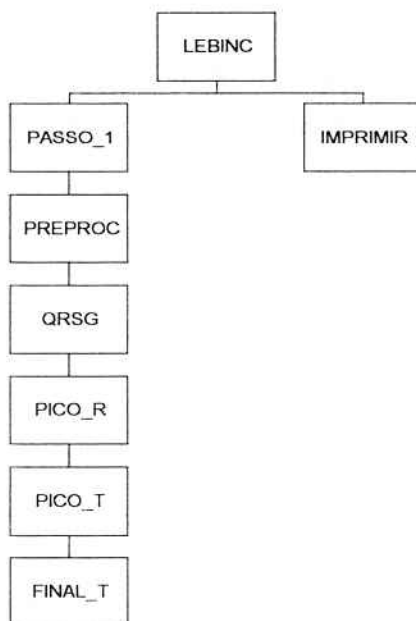 LEBINC
PASSO_1
IMPRIMIR
PREPROC
QRSG
PICO_R
PICO_T
FINAL_T